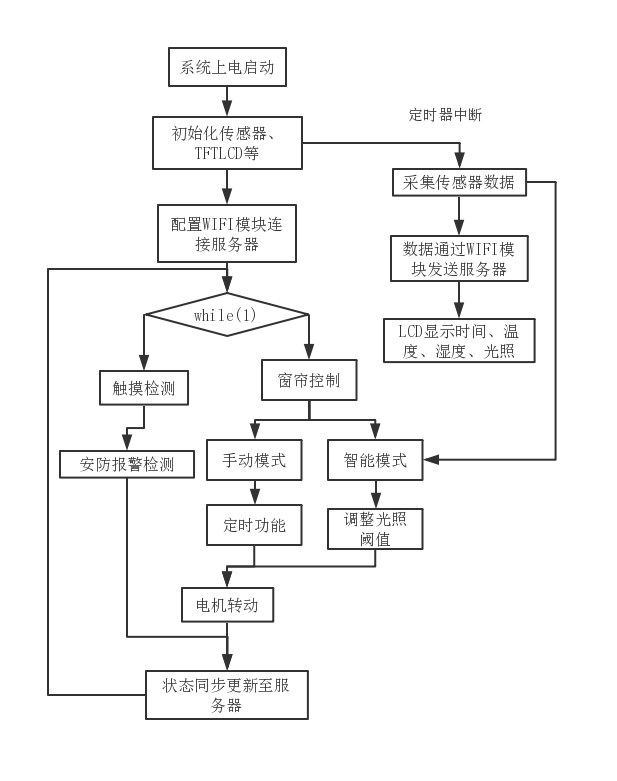 系统上电启动
定时器中断
初始化传感器、
TFTLCD等
采集传感器数据
配置WIFI模块连
接服务器
数据通过WIFI模
块发送服务器
while(1)
LCD显示时间、温
度、湿度、光照
触摸检测
窗帘控制
安防报警检测
手动模式
智能模式
定时功能
调整光照
阈值
电机转动
状态同步更新至服
务器